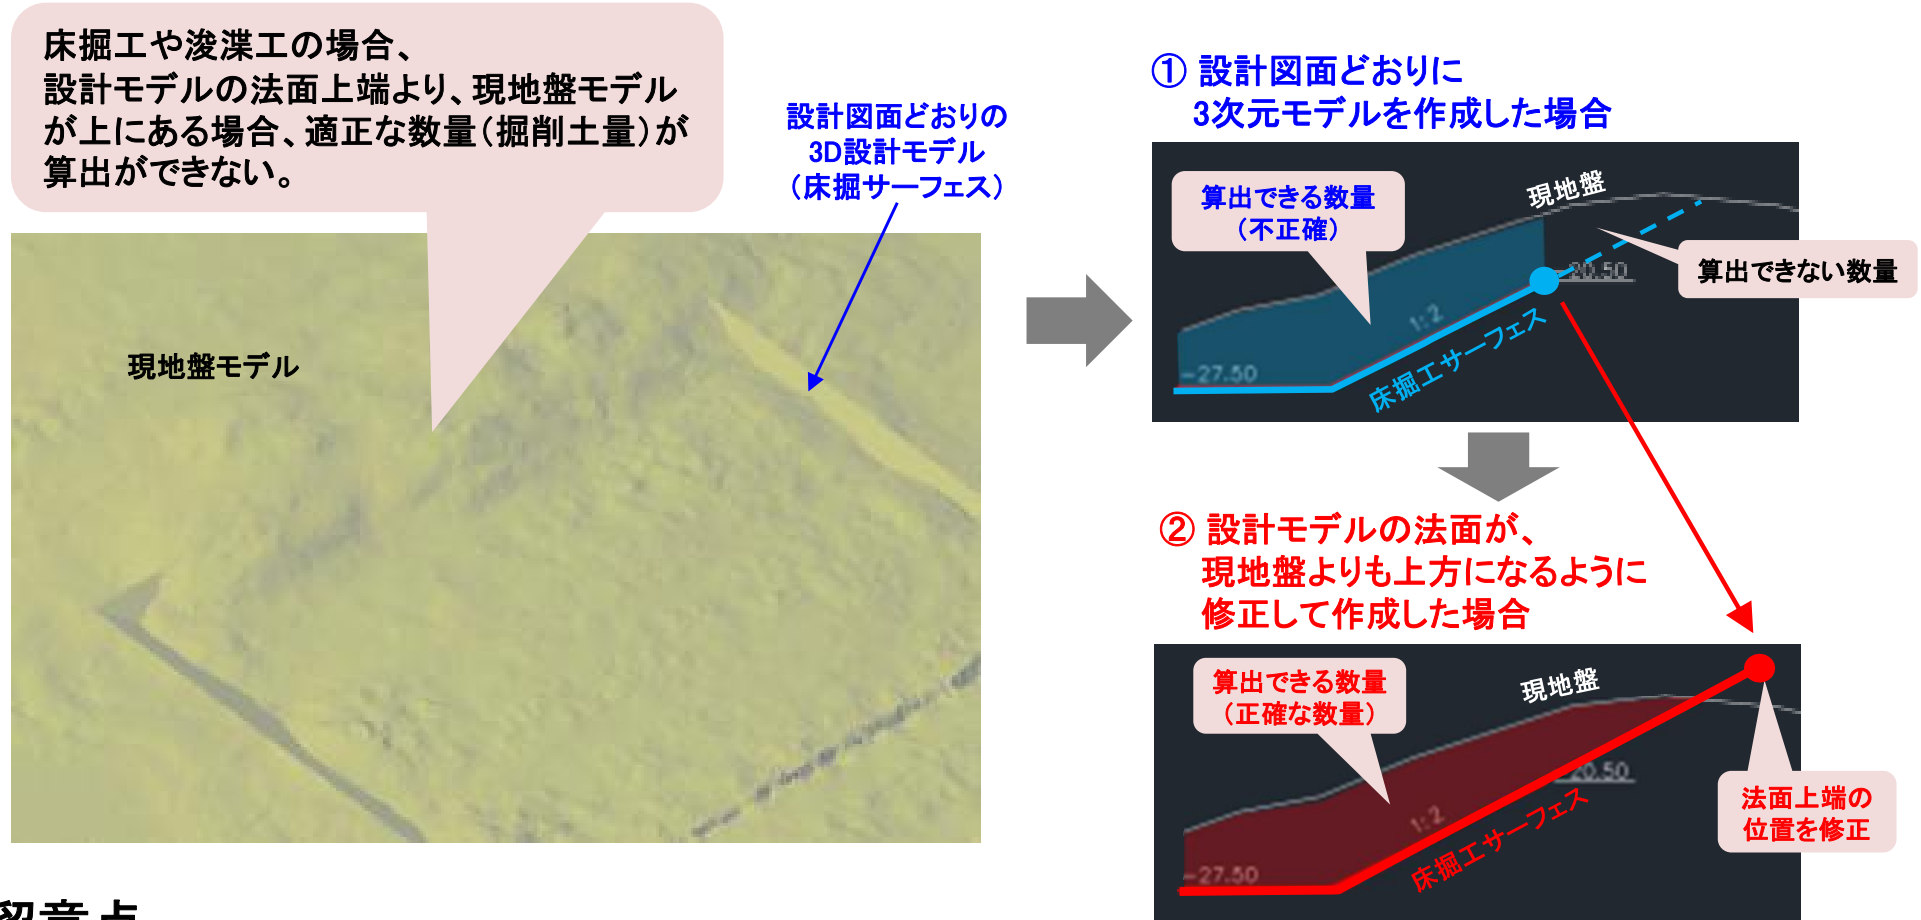 床掘工や浚渫工の場合、
設計モデルの法面上端より、現地盤モデル
が上にある場合、適正な数量（掘削土量）が
算出ができない。
設計図面どおりの
3D設計モデル
（床掘サーフェス）
現地盤モデル
① 設計図面どおりに
3次元モデルを作成した場合
算出できる数量
（不正確）
現地盤
算出できない数量
-20.50
1:2
床掘工サーフェス
-27.50
② 設計モデルの法面が、
現地盤よりも上方になるように
修正して作成した場合
算出できる数量
（正確な数量）
現地盤
-20.50
1:2
床掘工サーフェス
-27.50
法面上端の
位置を修正
留意点